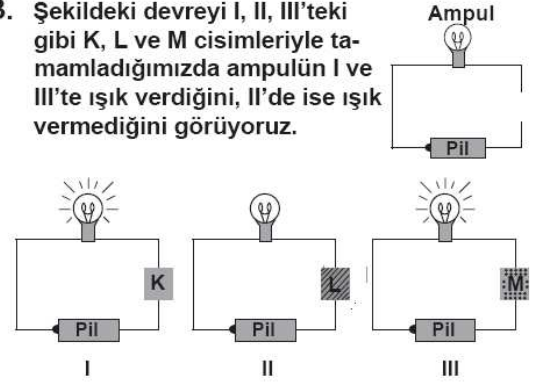 3. Şekildeki devreyi I, II, III'teki
gibi K, L ve M cisimleriyle ta-
mamladığımızda ampulün I ve
III'te ışık verdiğini, II'de ise ışık
vermediğini görüyoruz.
Ampul
Pil
K
Pil
I
L
Pil
II
M
Pil
III